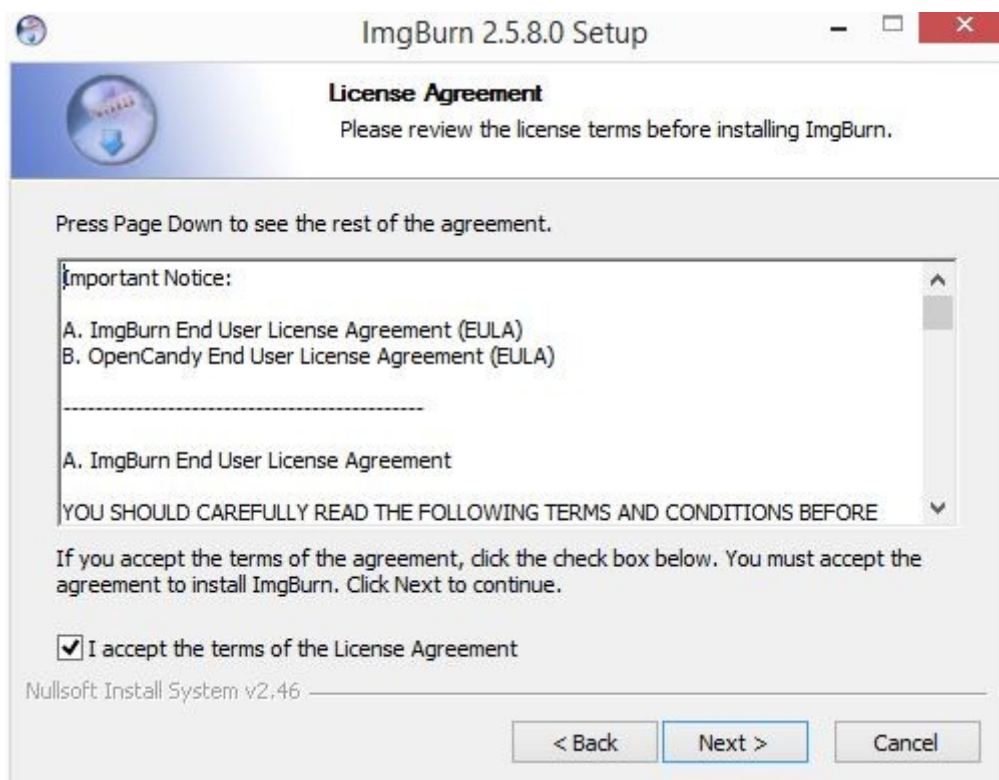 ImgBurn 2.5.8.0 Setup
License Agreement
Please review the license terms before installing ImgBurn.
Press Page Down to see the rest of the agreement.
Important Notice:
A. ImgBurn End User License Agreement (EULA)
B. OpenCandy End User License Agreement (EULA)
---------------------------------------------
A. ImgBurn End User License Agreement
YOU SHOULD CAREFULLY READ THE FOLLOWING TERMS AND CONDITIONS BEFORE
If you accept the terms of the agreement, click the check box below. You must accept the
agreement to install ImgBurn. Click Next to continue.
I accept the terms of the License Agreement
Nullsoft Install System v2.46
< Back
Next >
Cancel